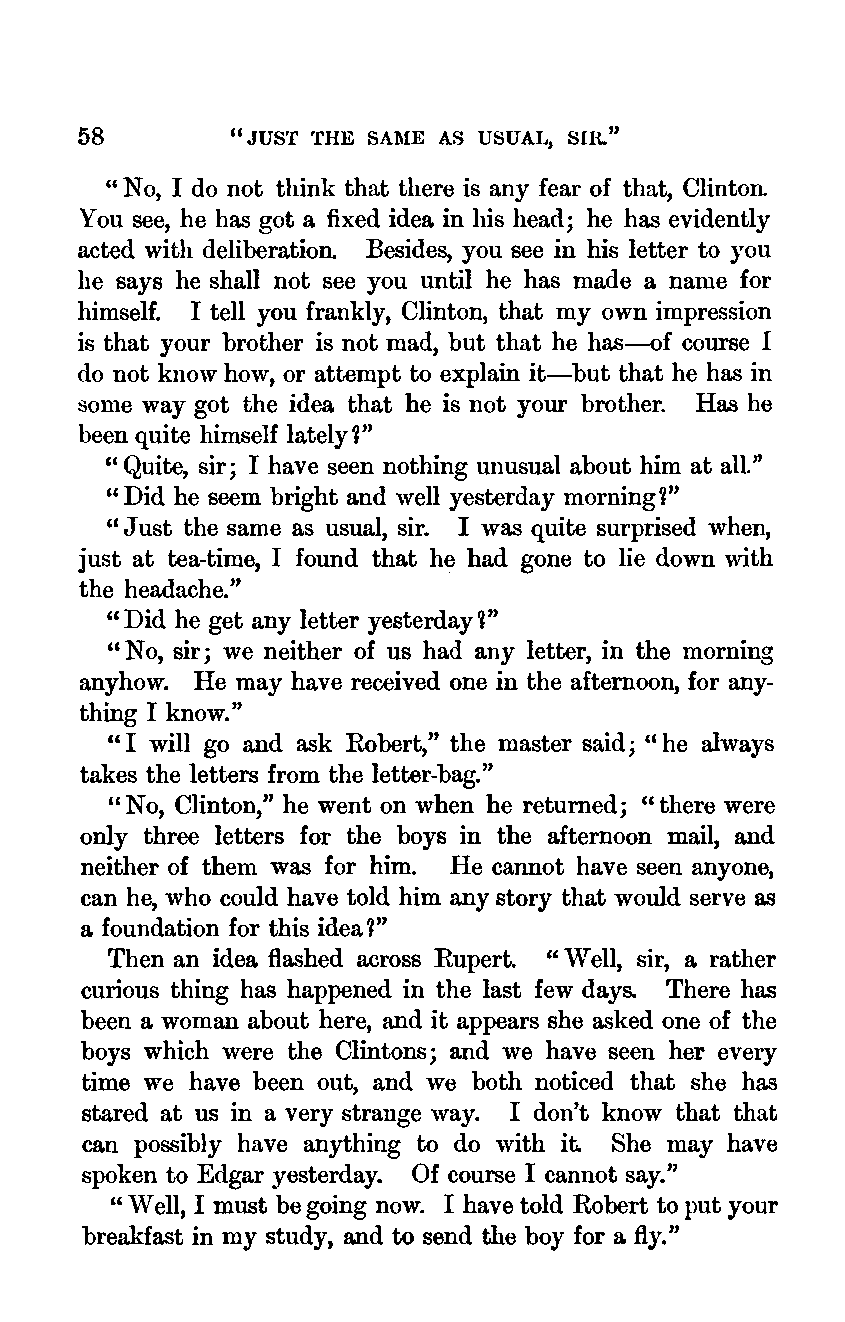 58 "JUST THE SAME AS USUAL, SIR."
"No, I do not think that there is any fear of that, Clinton.
You see, he has got a fixed idea in his head; he has evidently
acted with deliberation. Besides, you see in his letter to you
he says he shall not see you until he has made a name for
himself. I tell you frankly, Clinton, that my own impression
is that your brother is not mad, but that he has—of course I
do not know how, or attempt to explain it—but that he has in
some way got the idea that he is not your brother. Has he
been quite himself lately?"
"Quite, sir; I have seen nothing unusual about him at all."
"Did he seem bright and well yesterday morning?"
"Just the same as usual, sir. I was quite surprised when,
just at tea-time, I found that he had gone to lie down with
the headache."
"Did he get any letter yesterday?"
"No, sir; we neither of us had any letter, in the morning
anyhow. He may have received one in the afternoon, for any-
thing I know."
"I will go and ask Robert," the master said; "he always
takes the letters from the letter-bag."
"No, Clinton," he went on when he returned; "there were
only three letters for the boys in the afternoon mail, and
neither of them was for him. He cannot have seen anyone,
can he, who could have told him any story that would serve as
a foundation for this idea?"
Then an idea flashed across Rupert. "Well, sir, a rather
curious thing has happened in the last few days. There has
been a woman about here, and it appears she asked one of the
boys which were the Clintons; and we have seen her every
time we have been out, and we both noticed that she has
stared at us in a very strange way. I don't know that that
can possibly have anything to do with it. She may have
spoken to Edgar yesterday. Of course I cannot say."
"Well, I must be going now. I have told Robert to put your
breakfast in my study, and to send the boy for a fly."